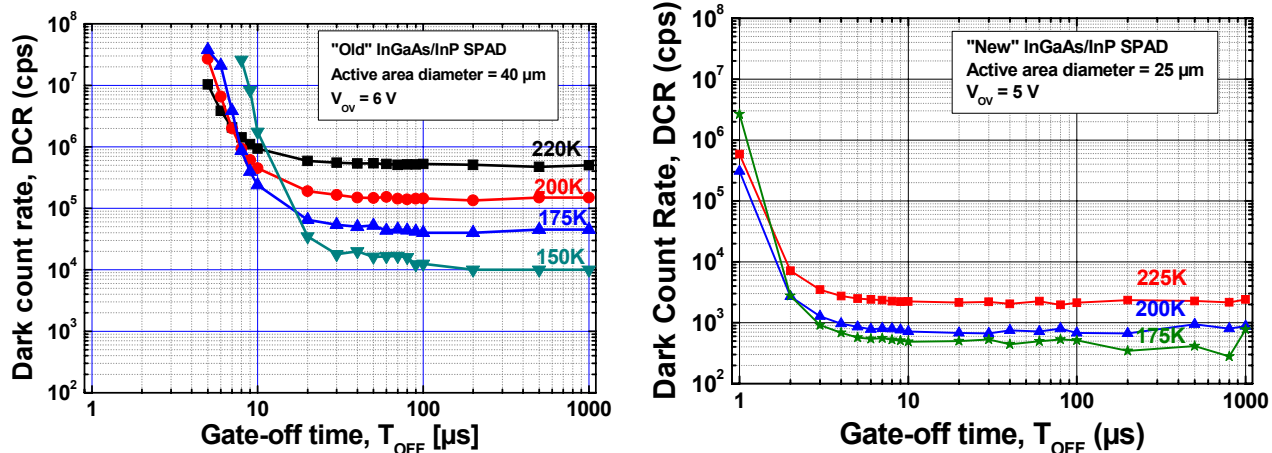 Dark count rate, DCR (cps)
10^8
10^7
10^6
10^5
10^4
10^3
10^2
"Old" InGaAs/InP SPAD
Active area diameter = 40 µm
V_OV = 6 V
220K
200K
175K
150K
1 10 100 1000
Gate-off time, T_OFF [µs]
Dark Count Rate, DCR (cps)
10^8
10^7
10^6
10^5
10^4
10^3
10^2
"New" InGaAs/InP SPAD
Active area diameter = 25 µm
V_OV = 5 V
225K
200K
175K
1 10 100 1000
Gate-off time, T_OFF (µs)